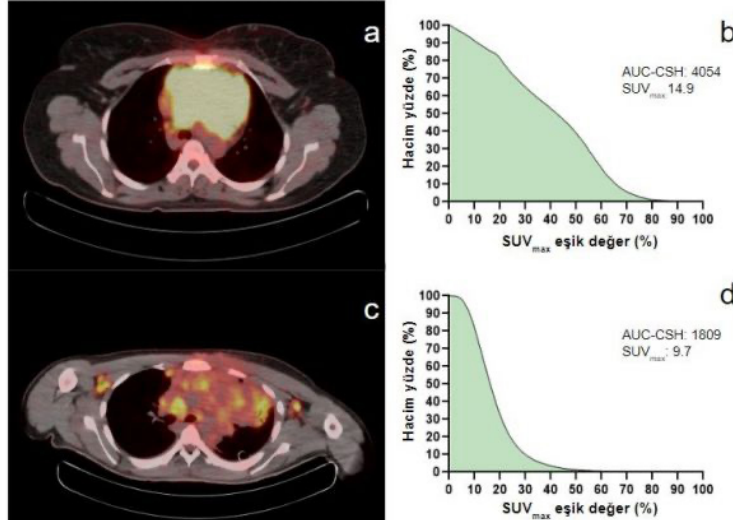 a
b
Hacim yüzde (%)
100
90
80
70
60
50
40
30
20
10
0
0 10 20 30 40 50 60 70 80 90 100
SUVmax eşik değer (%)
AUC-CSH: 4054
SUVmax 14.9
c
d
Hacim yüzde (%)
100
90
80
70
60
50
40
30
20
10
0
0 10 20 30 40 50 60 70 80 90 100
SUVmax eşik değer (%)
AUC-CSH: 1809
SUVmax: 9.7